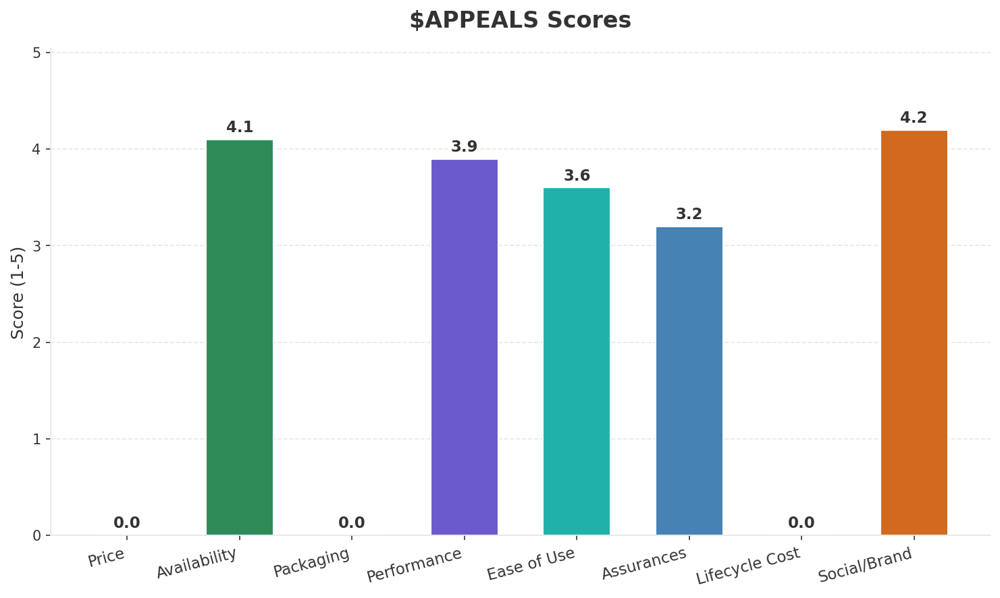 $APPEALS Scores
Score (1-5)
5
4
3
2
1
0
0.0
4.1
0.0
3.9
3.6
3.2
0.0
4.2
Price
Availability
Packaging
Performance
Ease of Use
Assurances
Lifecycle Cost
Social/Brand